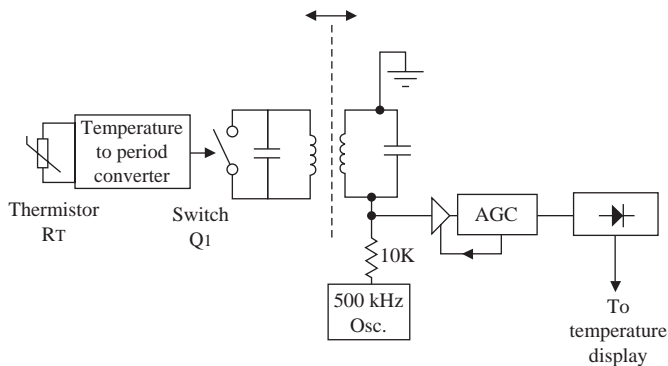 Temperature
to period
converter
Thermistor
RT
Switch
Q1
AGC
10K
500 kHz
Osc.
To
temperature
display